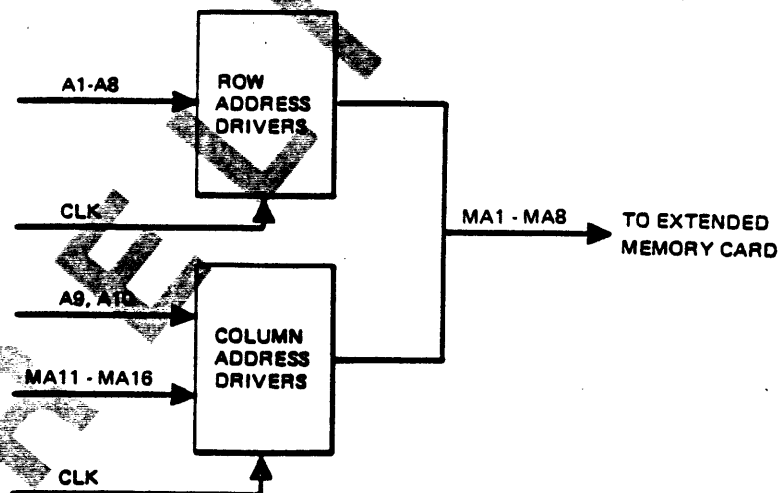 A1-A8
ROW
ADDRESS
DRIVERS
CLK
MA1 - MA8
TO EXTENDED
MEMORY CARD
A9, A10
COLUMN
ADDRESS
DRIVERS
MA11 - MA16
CLK